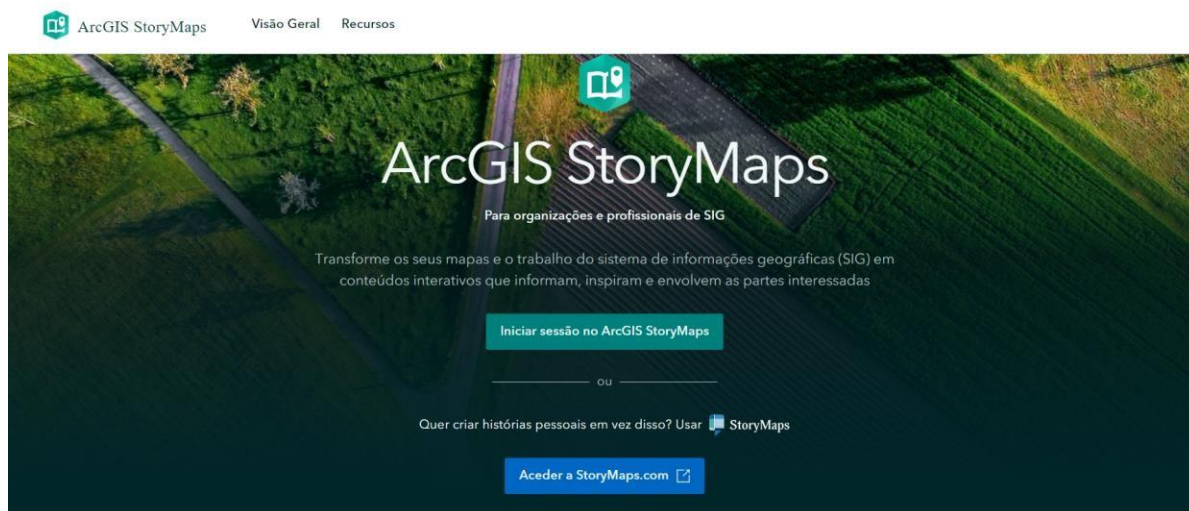 ArcGIS StoryMaps Visão Geral Recursos
ArcGIS StoryMaps
Para organizações e profissionais de SIG
Transforme os seus mapas e o trabalho do sistema de informações geográficas (SIG) em
conteúdos interativos que informam, inspiram e envolvem as partes interessadas
Iniciar sessão no ArcGIS StoryMaps
ou
Quer criar histórias pessoais em vez disso? Usar StoryMaps
Aceder a StoryMaps.com